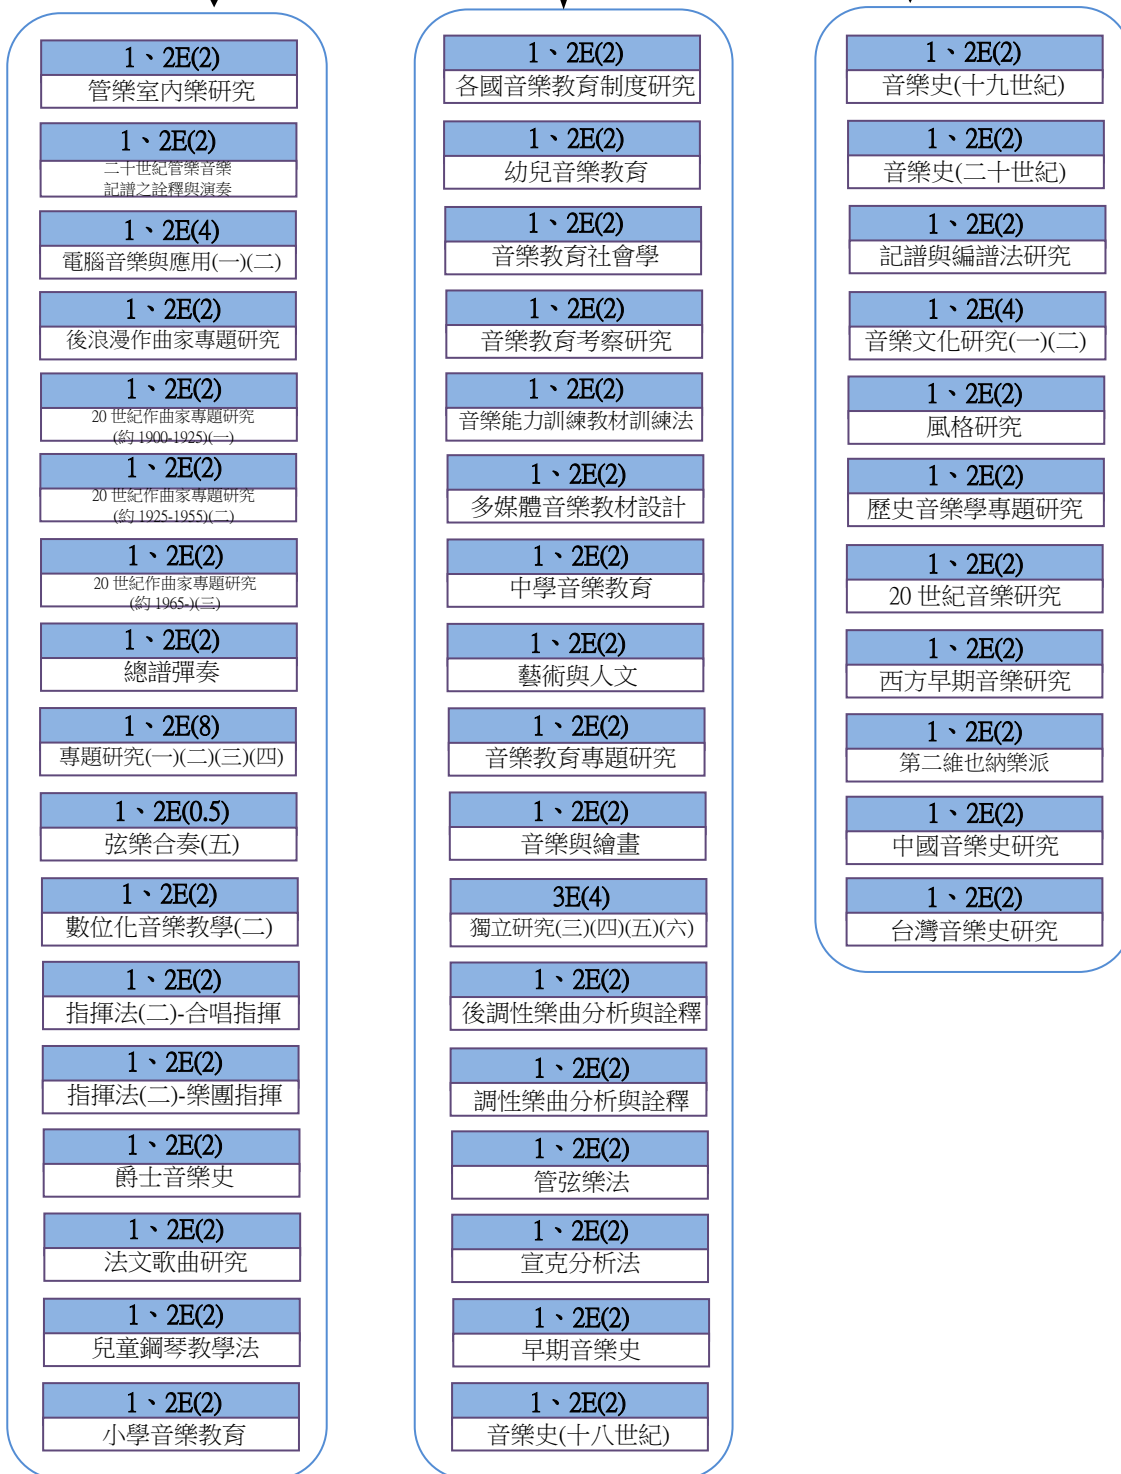 1、2E(2)
管樂室內樂研究
1、2E(2)
二十世紀管樂音樂
記譜之詮釋與演奏
1、2E(4)
電腦音樂與應用(一)(二)
1、2E(2)
後浪漫作曲家專題研究
1、2E(2)
20 世紀作曲家專題研究
(約 1900-1925)(一)
1、2E(2)
20 世紀作曲家專題研究
(約 1925-1955)(二)
1、2E(2)
20 世紀作曲家專題研究
(約 1965-)(三)
1、2E(2)
總譜彈奏
1、2E(8)
專題研究(一)(二)(三)(四)
1、2E(0.5)
弦樂合奏(五)
1、2E(2)
數位化音樂教學(二)
1、2E(2)
指揮法(二)-合唱指揮
1、2E(2)
指揮法(二)-樂團指揮
1、2E(2)
爵士音樂史
1、2E(2)
法文歌曲研究
1、2E(2)
兒童鋼琴教學法
1、2E(2)
小學音樂教育
1、2E(2)
各國音樂教育制度研究
1、2E(2)
幼兒音樂教育
1、2E(2)
音樂教育社會學
1、2E(2)
音樂教育考察研究
1、2E(2)
音樂能力訓練教材訓練法
1、2E(2)
多媒體音樂教材設計
1、2E(2)
中學音樂教育
1、2E(2)
藝術與人文
1、2E(2)
音樂教育專題研究
1、2E(2)
音樂與繪畫
3E(4)
獨立研究(三)(四)(五)(六)
1、2E(2)
後調性樂曲分析與詮釋
1、2E(2)
調性樂曲分析與詮釋
1、2E(2)
管弦樂法
1、2E(2)
宣克分析法
1、2E(2)
早期音樂史
1、2E(2)
音樂史(十八世紀)
1、2E(2)
音樂史(十九世紀)
1、2E(2)
音樂史(二十世紀)
1、2E(2)
記譜與編譜法研究
1、2E(4)
音樂文化研究(一)(二)
1、2E(2)
風格研究
1、2E(2)
歷史音樂學專題研究
1、2E(2)
20 世紀音樂研究
1、2E(2)
西方早期音樂研究
1、2E(2)
第二維也納樂派
1、2E(2)
中國音樂史研究
1、2E(2)
台灣音樂史研究